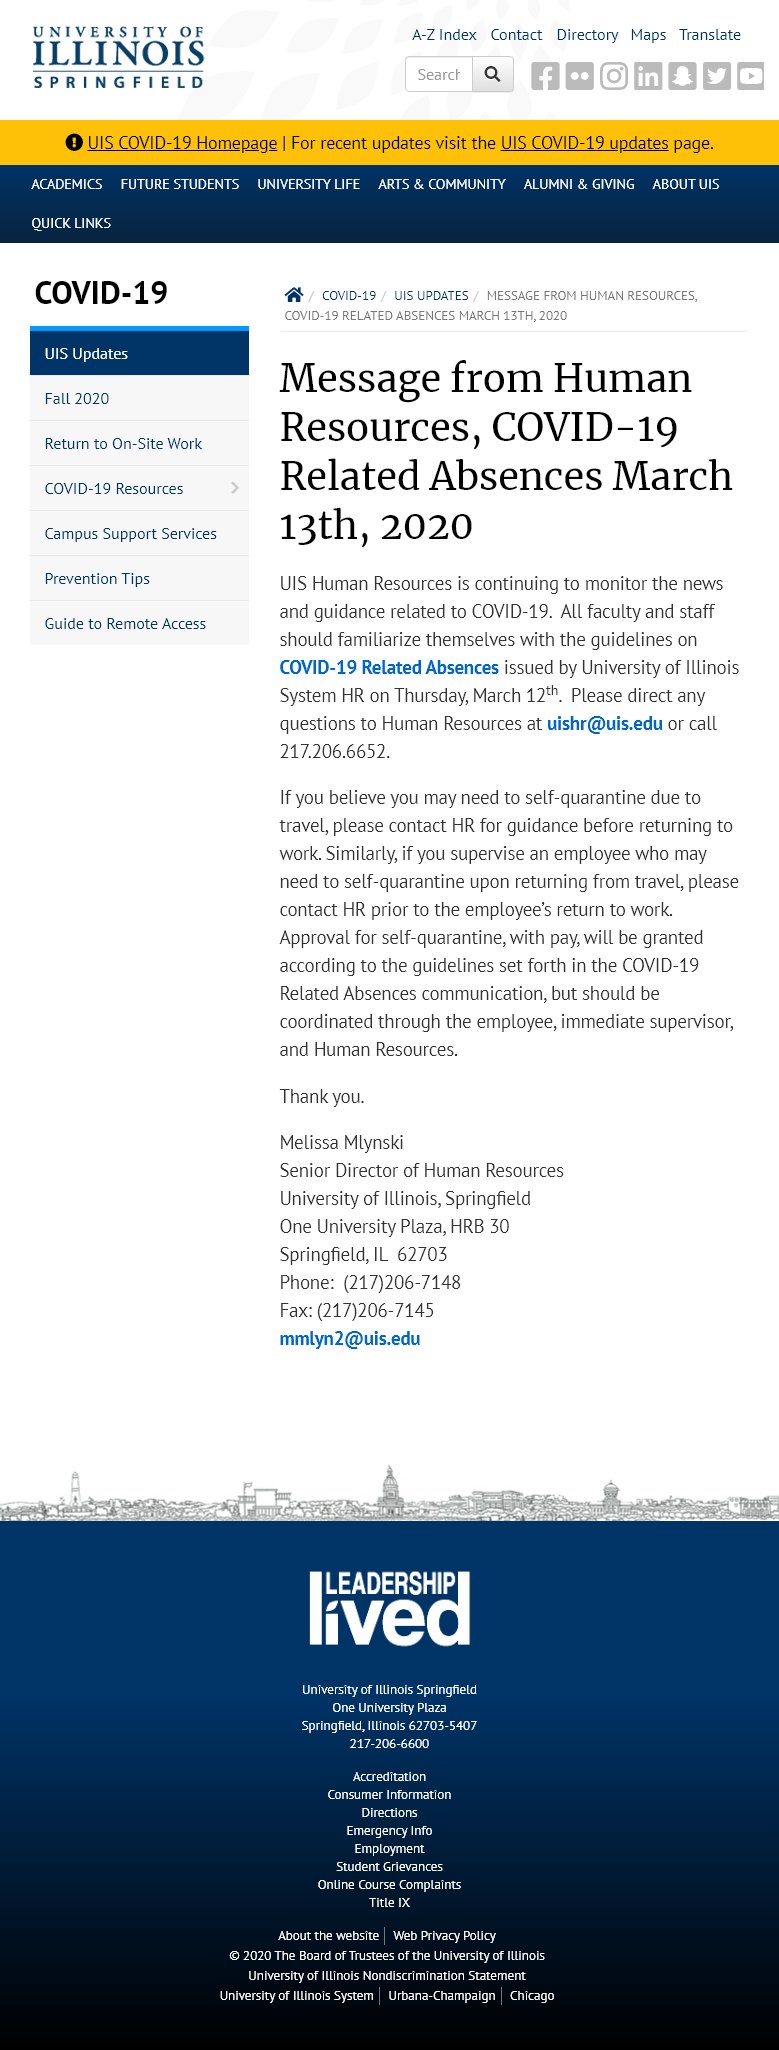 UNIVERSITY OF
ILLINOIS
SPRINGFIELD
A-Z Index Contact Directory Maps Translate
Search
UIS COVID-19 Homepage | For recent updates visit the UIS COVID-19 updates page.
ACADEMICS FUTURE STUDENTS UNIVERSITY LIFE ARTS & COMMUNITY ALUMNI & GIVING ABOUT UIS
QUICK LINKS
COVID-19
UIS Updates
Fall 2020
Return to On-Site Work
COVID-19 Resources
Campus Support Services
Prevention Tips
Guide to Remote Access
/ COVID-19 / UIS UPDATES / MESSAGE FROM HUMAN RESOURCES,
COVID-19 RELATED ABSENCES MARCH 13TH, 2020
Message from Human
Resources, COVID-19
Related Absences March
13th, 2020
UIS Human Resources is continuing to monitor the news
and guidance related to COVID-19.  All faculty and staff
should familiarize themselves with the guidelines on
COVID-19 Related Absences issued by University of Illinois
System HR on Thursday, March 12th.  Please direct any
questions to Human Resources at uishr@uis.edu or call
217.206.6652.
If you believe you may need to self-quarantine due to
travel, please contact HR for guidance before returning to
work. Similarly, if you supervise an employee who may
need to self-quarantine upon returning from travel, please
contact HR prior to the employee’s return to work.
Approval for self-quarantine, with pay, will be granted
according to the guidelines set forth in the COVID-19
Related Absences communication, but should be
coordinated through the employee, immediate supervisor,
and Human Resources.
Thank you.
Melissa Mlynski
Senior Director of Human Resources
University of Illinois, Springfield
One University Plaza, HRB 30
Springfield, IL  62703
Phone:  (217)206-7148
Fax: (217)206-7145
mmlyn2@uis.edu
LEADERSHIP
lived
University of Illinois Springfield
One University Plaza
Springfield, Illinois 62703-5407
217-206-6600
Accreditation
Consumer Information
Directions
Emergency Info
Employment
Student Grievances
Online Course Complaints
Title IX
About the website | Web Privacy Policy
© 2020 The Board of Trustees of the University of Illinois
University of Illinois Nondiscrimination Statement
University of Illinois System | Urbana-Champaign | Chicago